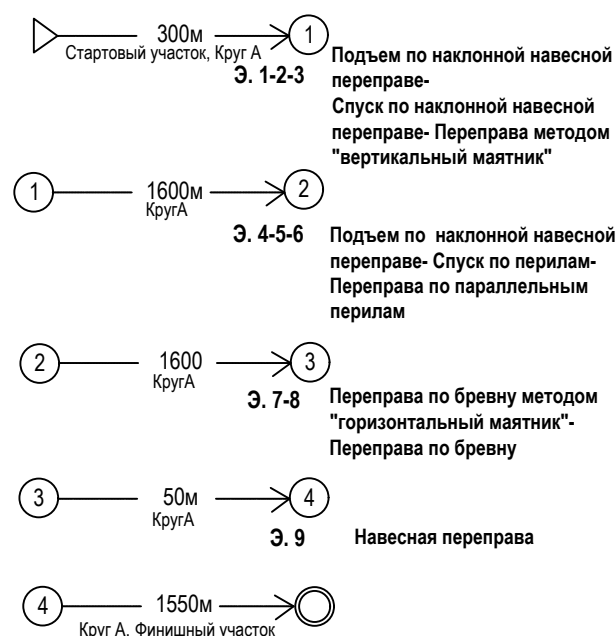 300м
1
Стартовый участок, Круг А
Э. 1-2-3
Подъем по наклонной навесной
переправе-
Спуск по наклонной навесной
переправе- Переправа методом
"вертикальный маятник"
1
1600м
2
КругА
Э. 4-5-6
Подъем по наклонной навесной
переправе- Спуск по перилам-
Переправа по параллельным
перилам
2
1600
3
КругА
Э. 7-8
Переправа по бревну методом
"горизонтальный маятник"-
Переправа по бревну
3
50м
4
КругА
Э. 9
Навесная переправа
4
1550м
Круг А. Финишный участок